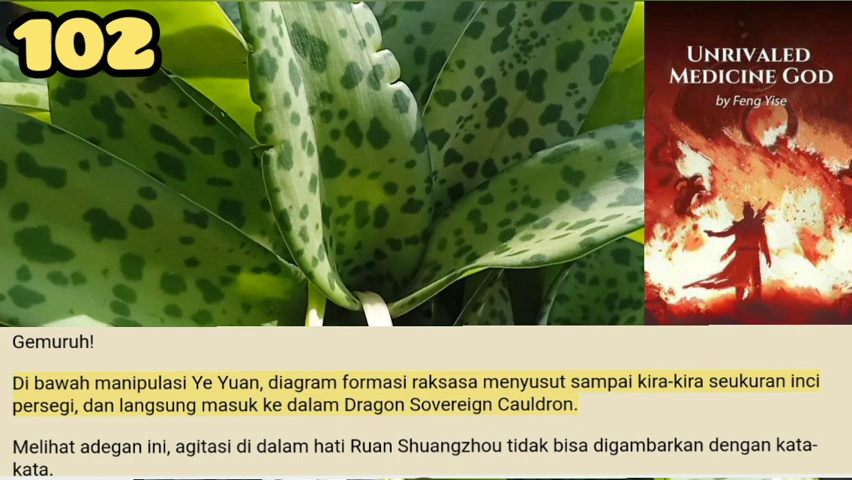 102
UNRIVALED
MEDICINE GOD
by Feng Yise
Gemuruh!
Di bawah manipulasi Ye Yuan, diagram formasi raksasa menyusut sampai kira-kira seukuran inci
persegi, dan langsung masuk ke dalam Dragon Sovereign Cauldron.
Melihat adegan ini, agitasi di dalam hati Ruan Shuangzhou tidak bisa digambarkan dengan kata-
kata.